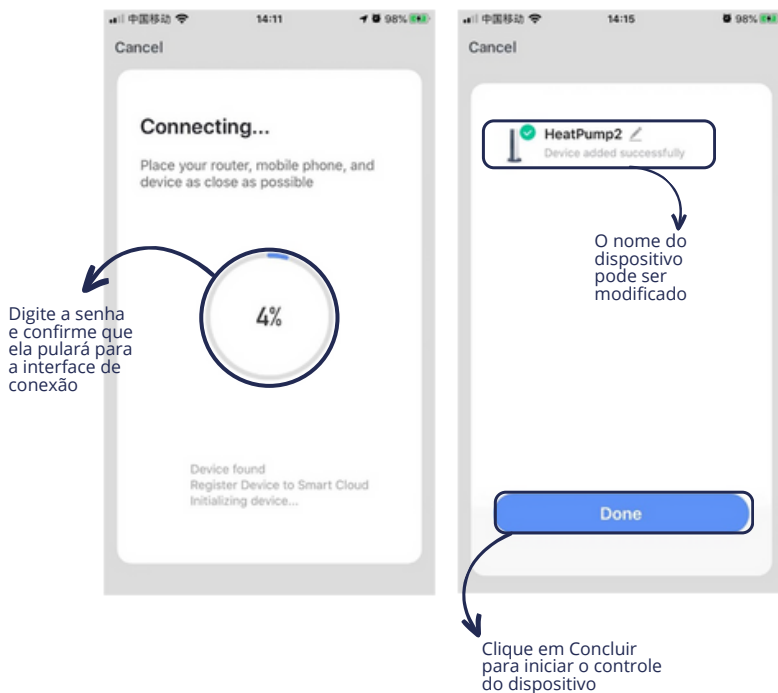 中国移动 14:11 98%
Cancel
Connecting...
Place your router, mobile phone, and
device as close as possible
4%
Digite a senha
e confirme que
ela pulará para
a interface de
conexão
Device found
Register Device to Smart Cloud
Initializing device...
中国移动 14:15 98%
Cancel
HeatPump2
Device added successfully
O nome do
dispositivo
pode ser
modificado
Done
Clique em Concluir
para iniciar o controle
do dispositivo